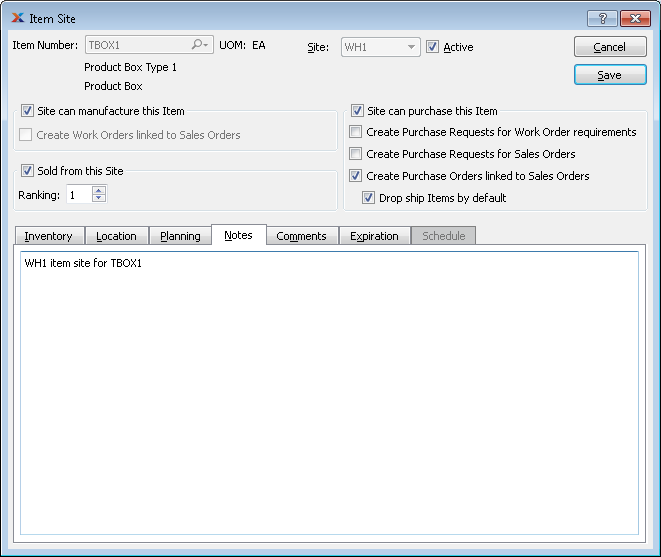 Item Site
Item Number: TBOX1 UOM: EA Site: WH1 Active Cancel
Product Box Type 1
Product Box
Save
Site can manufacture this Item
Create Work Orders linked to Sales Orders
Sold from this Site
Ranking: 1
Site can purchase this Item
Create Purchase Requests for Work Order requirements
Create Purchase Requests for Sales Orders
Create Purchase Orders linked to Sales Orders
Drop ship Items by default
Inventory Location Planning Notes Comments Expiration Schedule
WH1 item site for TBOX1